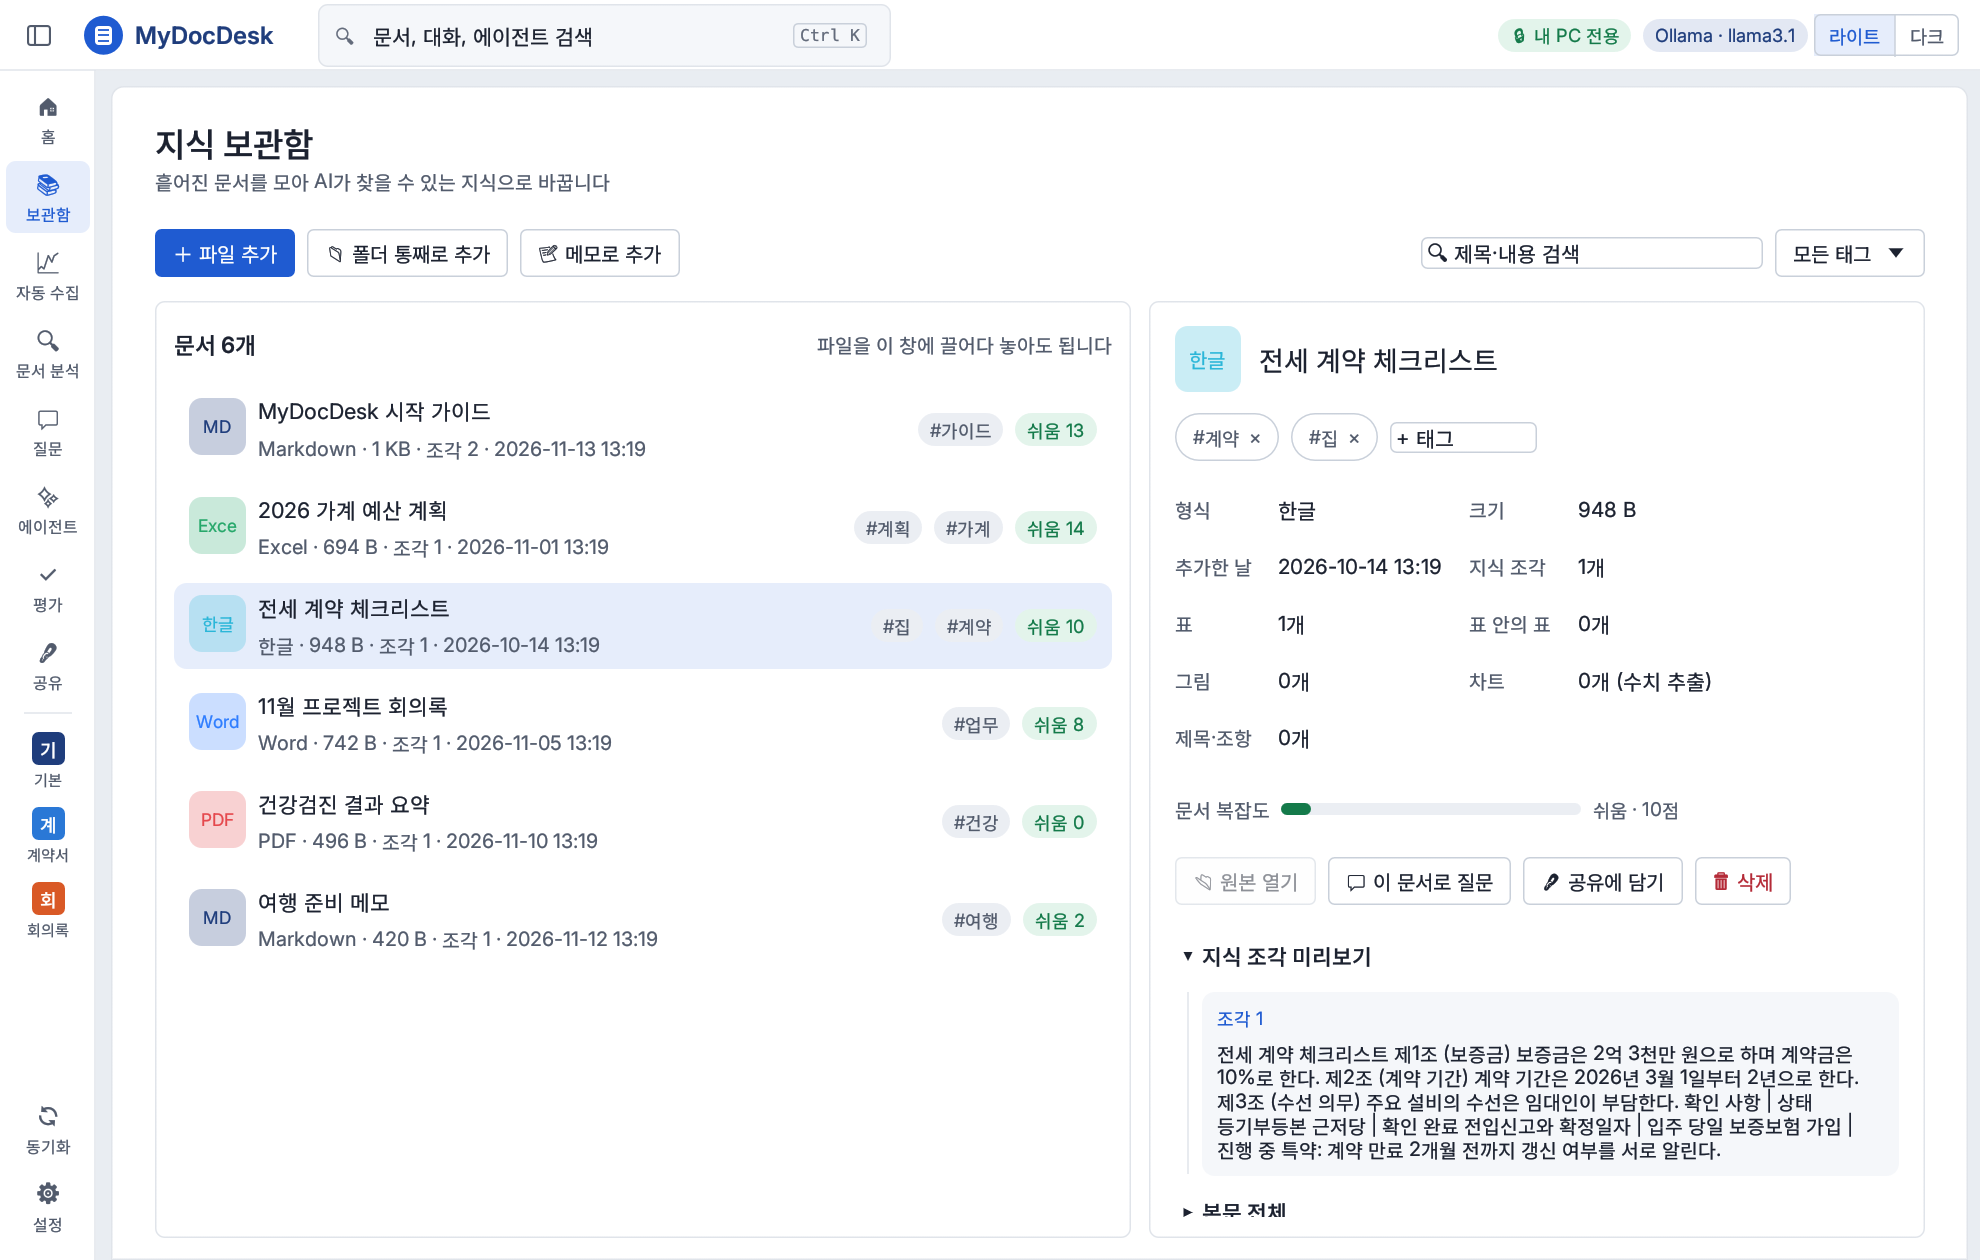 MyDocDesk
문서, 대화, 에이전트 검색
Ctrl K
내 PC 전용
Ollama · llama3.1
라이트
다크
홈
보관함
자동 수집
문서 분석
질문
에이전트
평가
공유
기
기본
계
계약서
회
회의록
동기화
설정
지식 보관함
흩어진 문서를 모아 AI가 찾을 수 있는 지식으로 바꿉니다
+ 파일 추가
폴더 통째로 추가
메모로 추가
제목·내용 검색
모든 태그 ▼
문서 6개
파일을 이 창에 끌어다 놓아도 됩니다
MD
MyDocDesk 시작 가이드
Markdown · 1 KB · 조각 2 · 2026-11-13 13:19
#가이드
쉬움 13
Exce
2026 가계 예산 계획
Excel · 694 B · 조각 1 · 2026-11-01 13:19
#계획
#가계
쉬움 14
한글
전세 계약 체크리스트
한글 · 948 B · 조각 1 · 2026-10-14 13:19
#집
#계약
쉬움 10
Word
11월 프로젝트 회의록
Word · 742 B · 조각 1 · 2026-11-05 13:19
#업무
쉬움 8
PDF
건강검진 결과 요약
PDF · 496 B · 조각 1 · 2026-11-10 13:19
#건강
쉬움 0
MD
여행 준비 메모
Markdown · 420 B · 조각 1 · 2026-11-12 13:19
#여행
쉬움 2
한글
전세 계약 체크리스트
#계약 ×
#집 ×
+ 태그
형식 한글 크기 948 B
추가한 날 2026-10-14 13:19 지식 조각 1개
표 1개 표 안의 표 0개
그림 0개 차트 0개 (수치 추출)
제목·조항 0개
문서 복잡도 쉬움 · 10점
원본 열기
이 문서로 질문
공유에 담기
삭제
▼ 지식 조각 미리보기
조각 1
전세 계약 체크리스트 제1조 (보증금) 보증금은 2억 3천만 원으로 하며 계약금은
10%로 한다. 제2조 (계약 기간) 계약 기간은 2026년 3월 1일부터 2년으로 한다.
제3조 (수선 의무) 주요 설비의 수선은 임대인이 부담한다. 확인 사항 | 상태
등기부등본 근저당 | 확인 완료 전입신고와 확정일자 | 입주 당일 보증보험 가입 |
진행 중 특약: 계약 만료 2개월 전까지 갱신 여부를 서로 알린다.
► 본문 전체